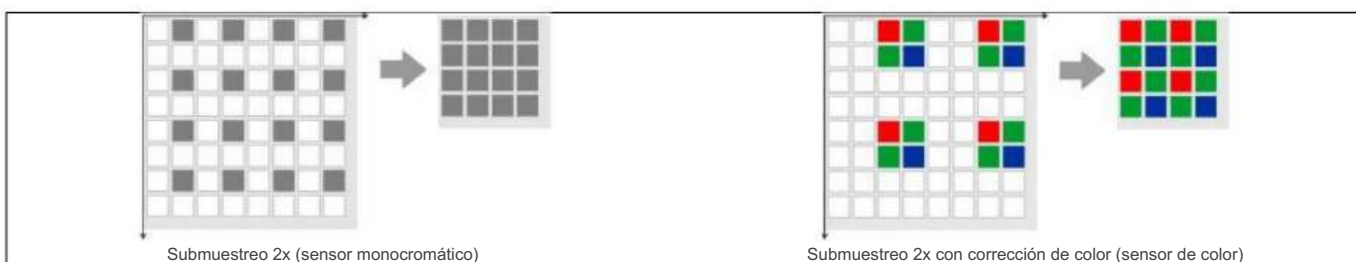 Submuestreo 2x (sensor monocromático)
Submuestreo 2x con corrección de color (sensor de color)